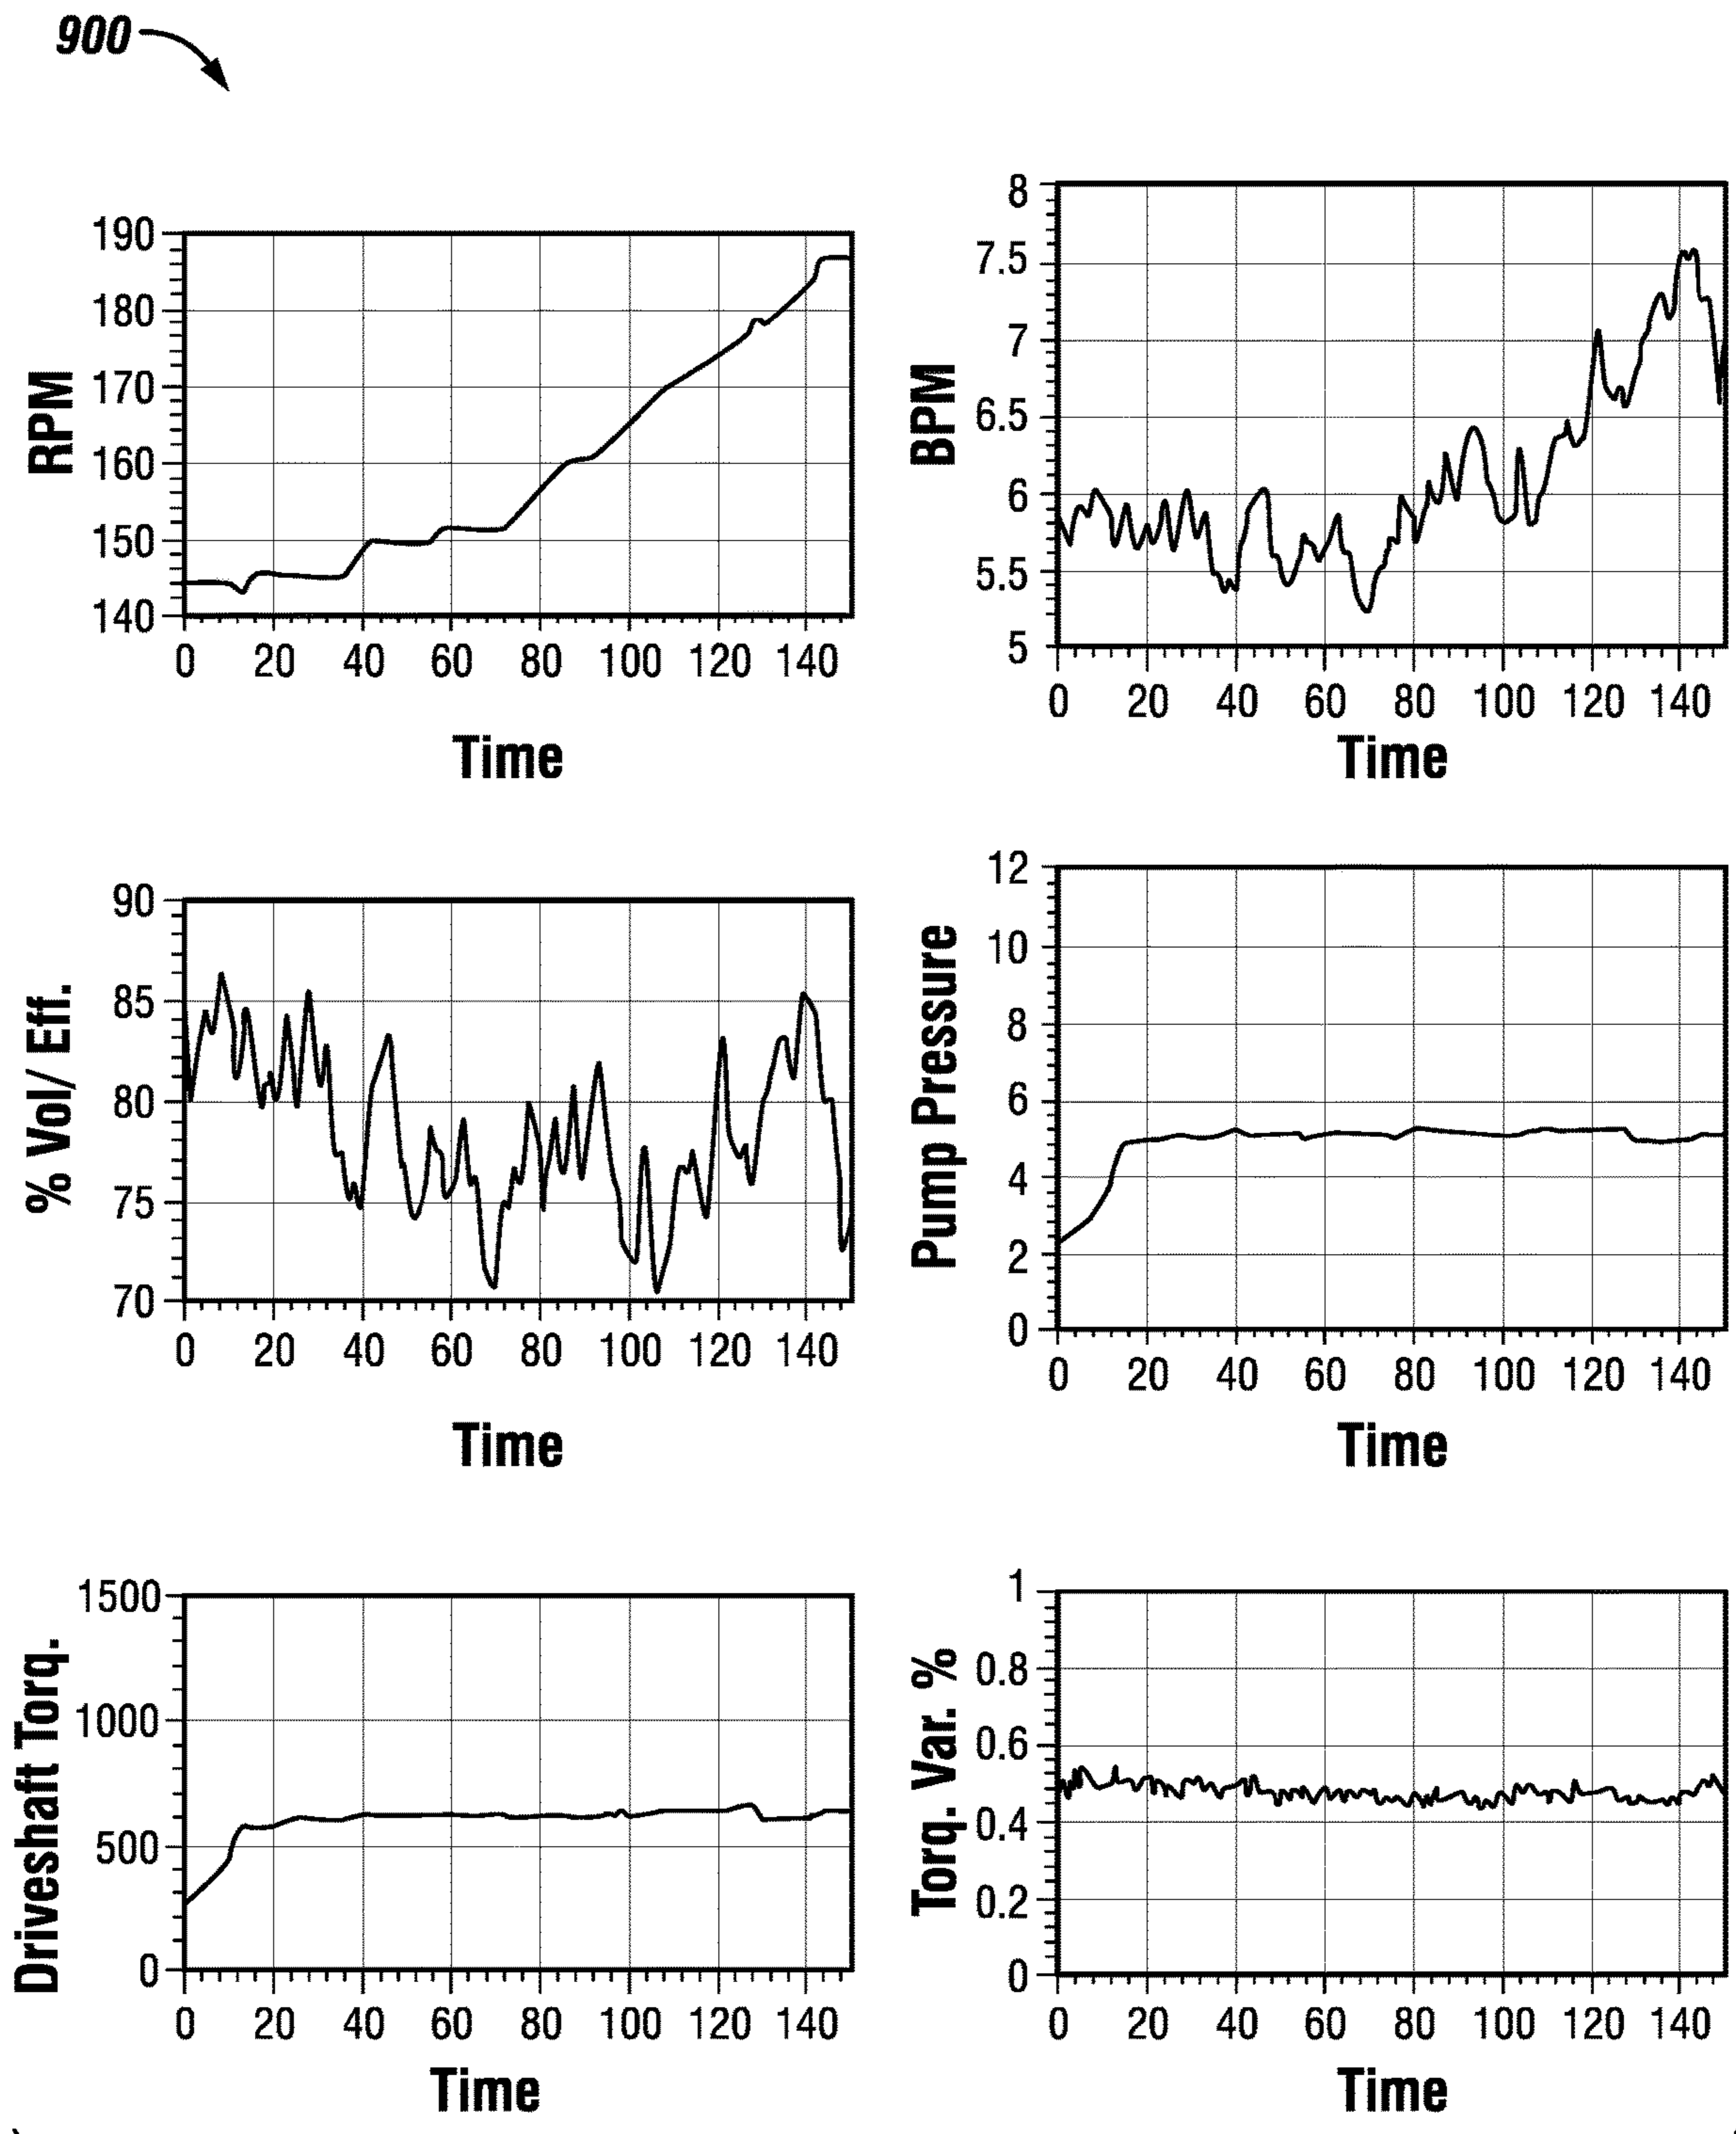 900
190
180
170
160
150
140
RPM
0 20 40 60 80 100 120 140
Time
8
7.5
7
6.5
6
5.5
5
BPM
0 20 40 60 80 100 120 140
Time
90
85
80
75
70
% Vol/ Eff.
0 20 40 60 80 100 120 140
Time
12
10
8
6
4
2
0
Pump Pressure
0 20 40 60 80 100 120 140
Time
1500
1000
500
0
Driveshaft Torq.
0 20 40 60 80 100 120 140
Time
1
0.8
0.6
0.4
0.2
0
Torq. Var. %
0 20 40 60 80 100 120 140
Time